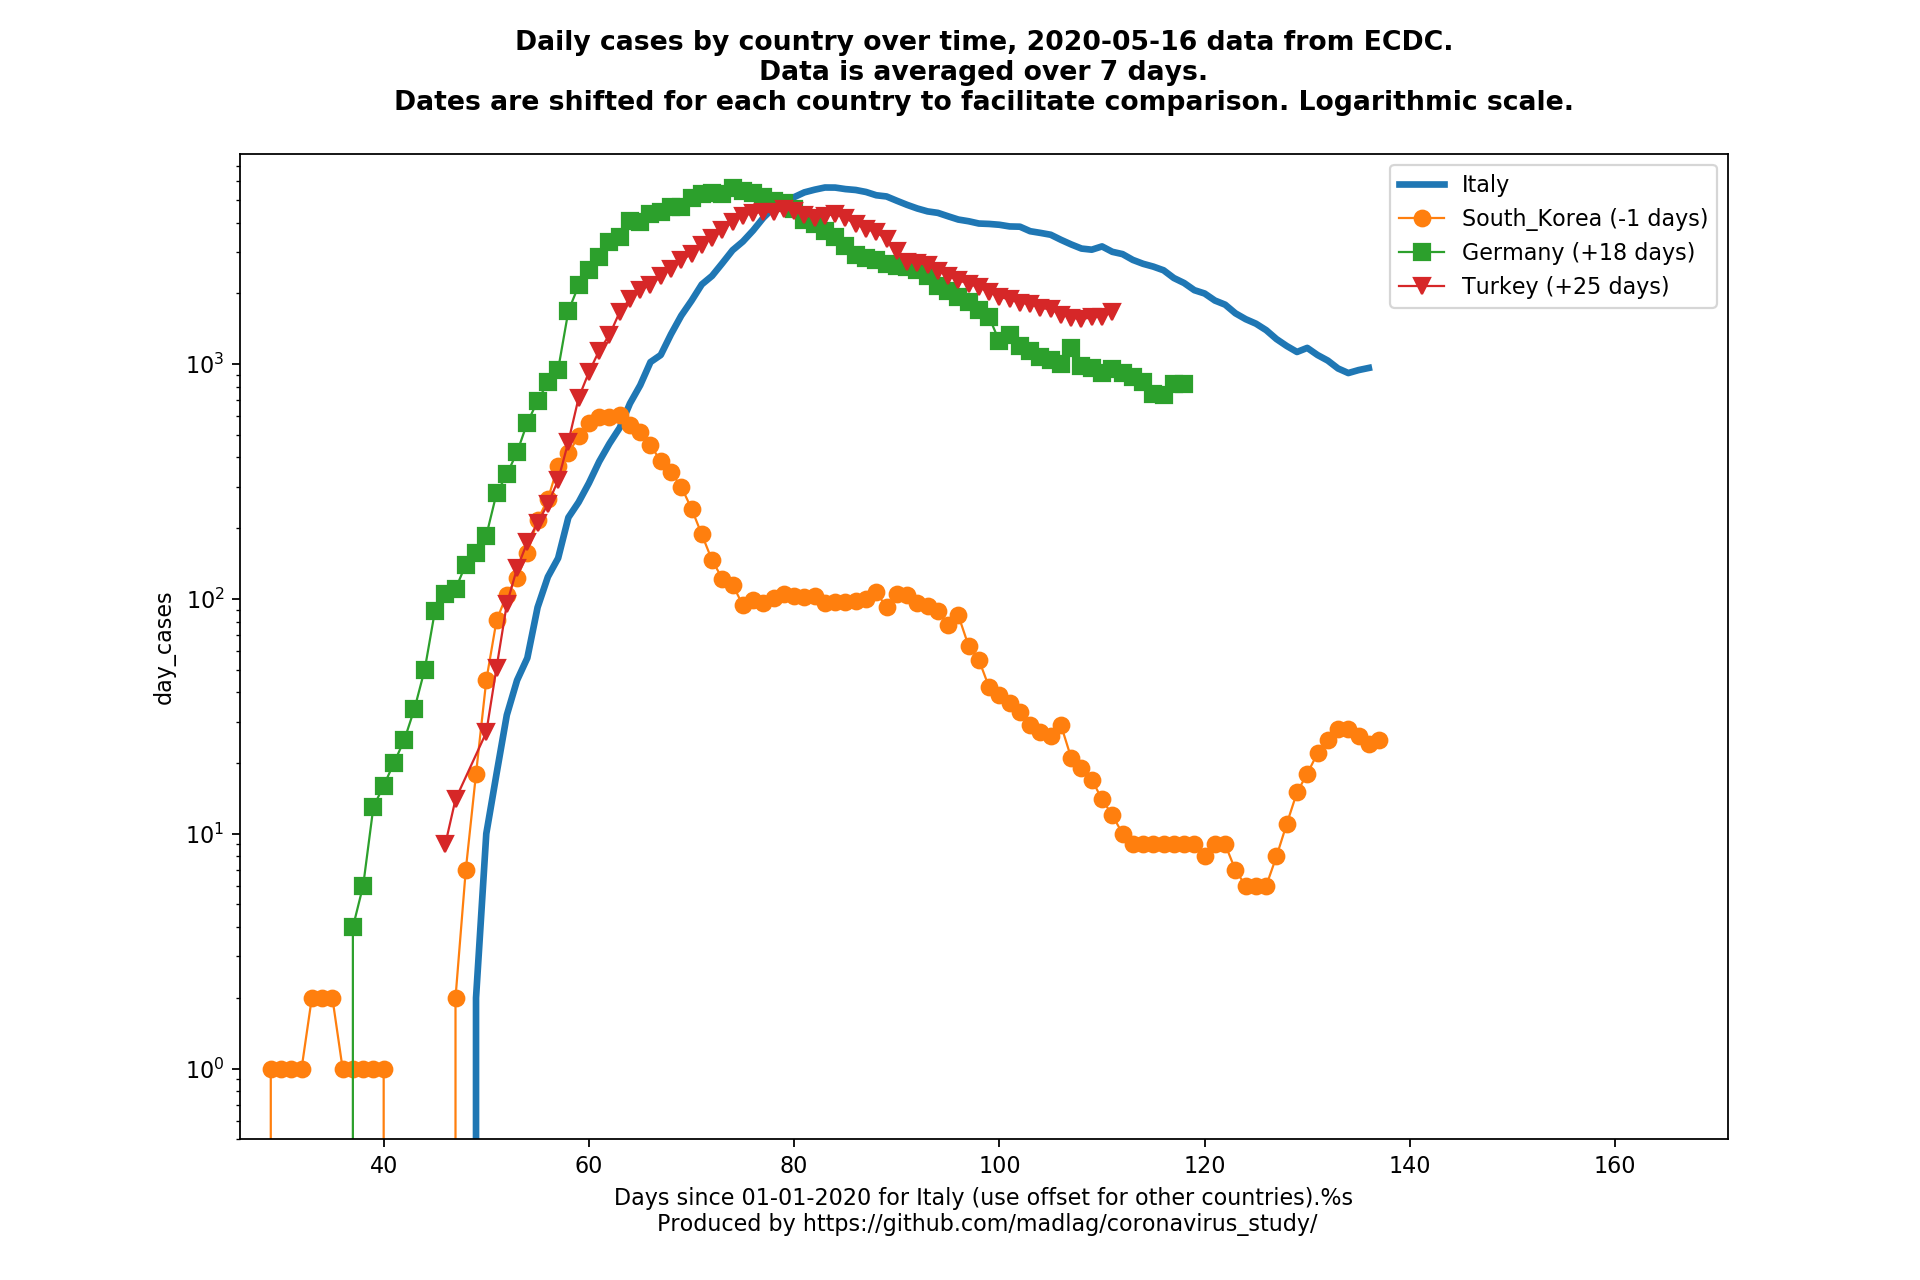 Daily cases by country over time, 2020-05-16 data from ECDC.
Data is averaged over 7 days.
Dates are shifted for each country to facilitate comparison. Logarithmic scale.
Italy
South_Korea (-1 days)
Germany (+18 days)
Turkey (+25 days)
day_cases
10³
10²
10¹
10⁰
40 60 80 100 120 140 160
Days since 01-01-2020 for Italy (use offset for other countries).%s
Produced by https://github.com/madlag/coronavirus_study/